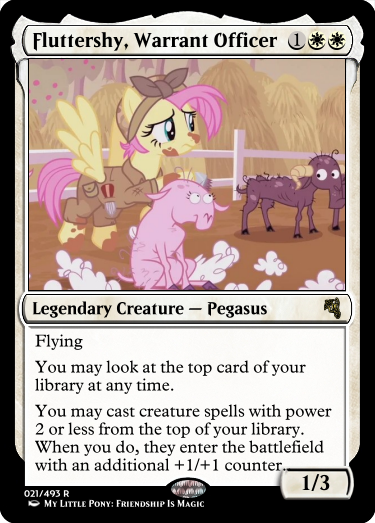 Fluttershy, Warrant Officer 1
Legendary Creature — Pegasus
Flying
You may look at the top card of your
library at any time.
You may cast creature spells with power
2 or less from the top of your library.
When you do, they enter the battlefield
with an additional +1/+1 counter.
1/3
021/493 R
My Little Pony: Friendship Is Magic